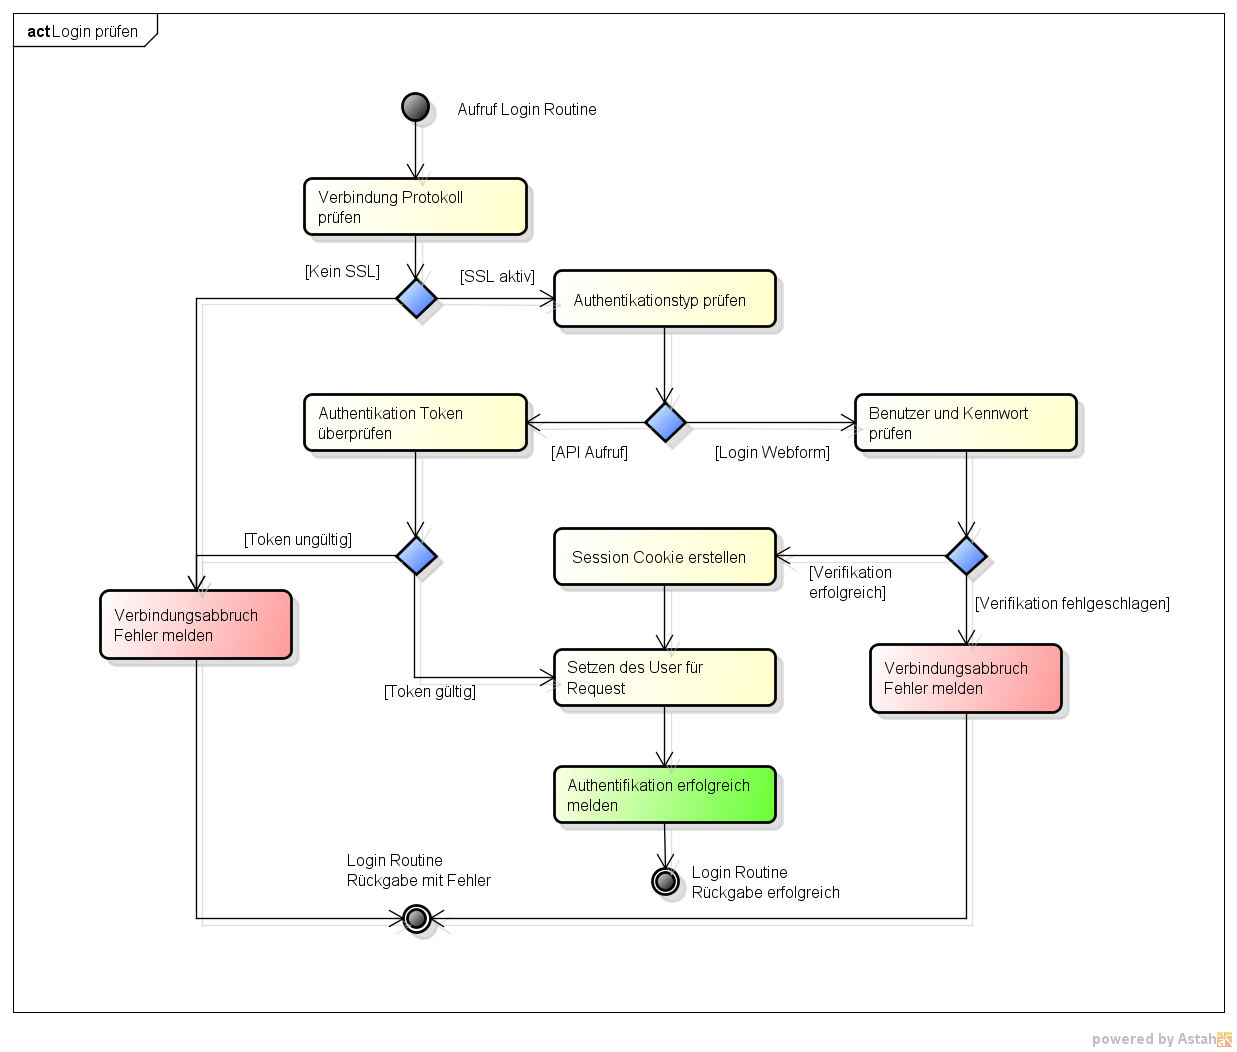 act Login prüfen
Aufruf Login Routine
Verbindung Protokoll
prüfen
[Kein SSL]
[SSL aktiv]
Authentikationstyp prüfen
Authentikation Token
überprüfen
Benutzer und Kennwort
prüfen
[API Aufruf]
[Login Webform]
[Token ungültig]
Session Cookie erstellen
[Verifikation
erfolgreich]
[Verifikation fehlgeschlagen]
Verbindungsabbruch
Fehler melden
Setzen des User für
Request
Verbindungsabbruch
Fehler melden
[Token gültig]
Authentifikation erfolgreich
melden
Login Routine
Rückgabe mit Fehler
Login Routine
Rückgabe erfolgreich
powered by Astah